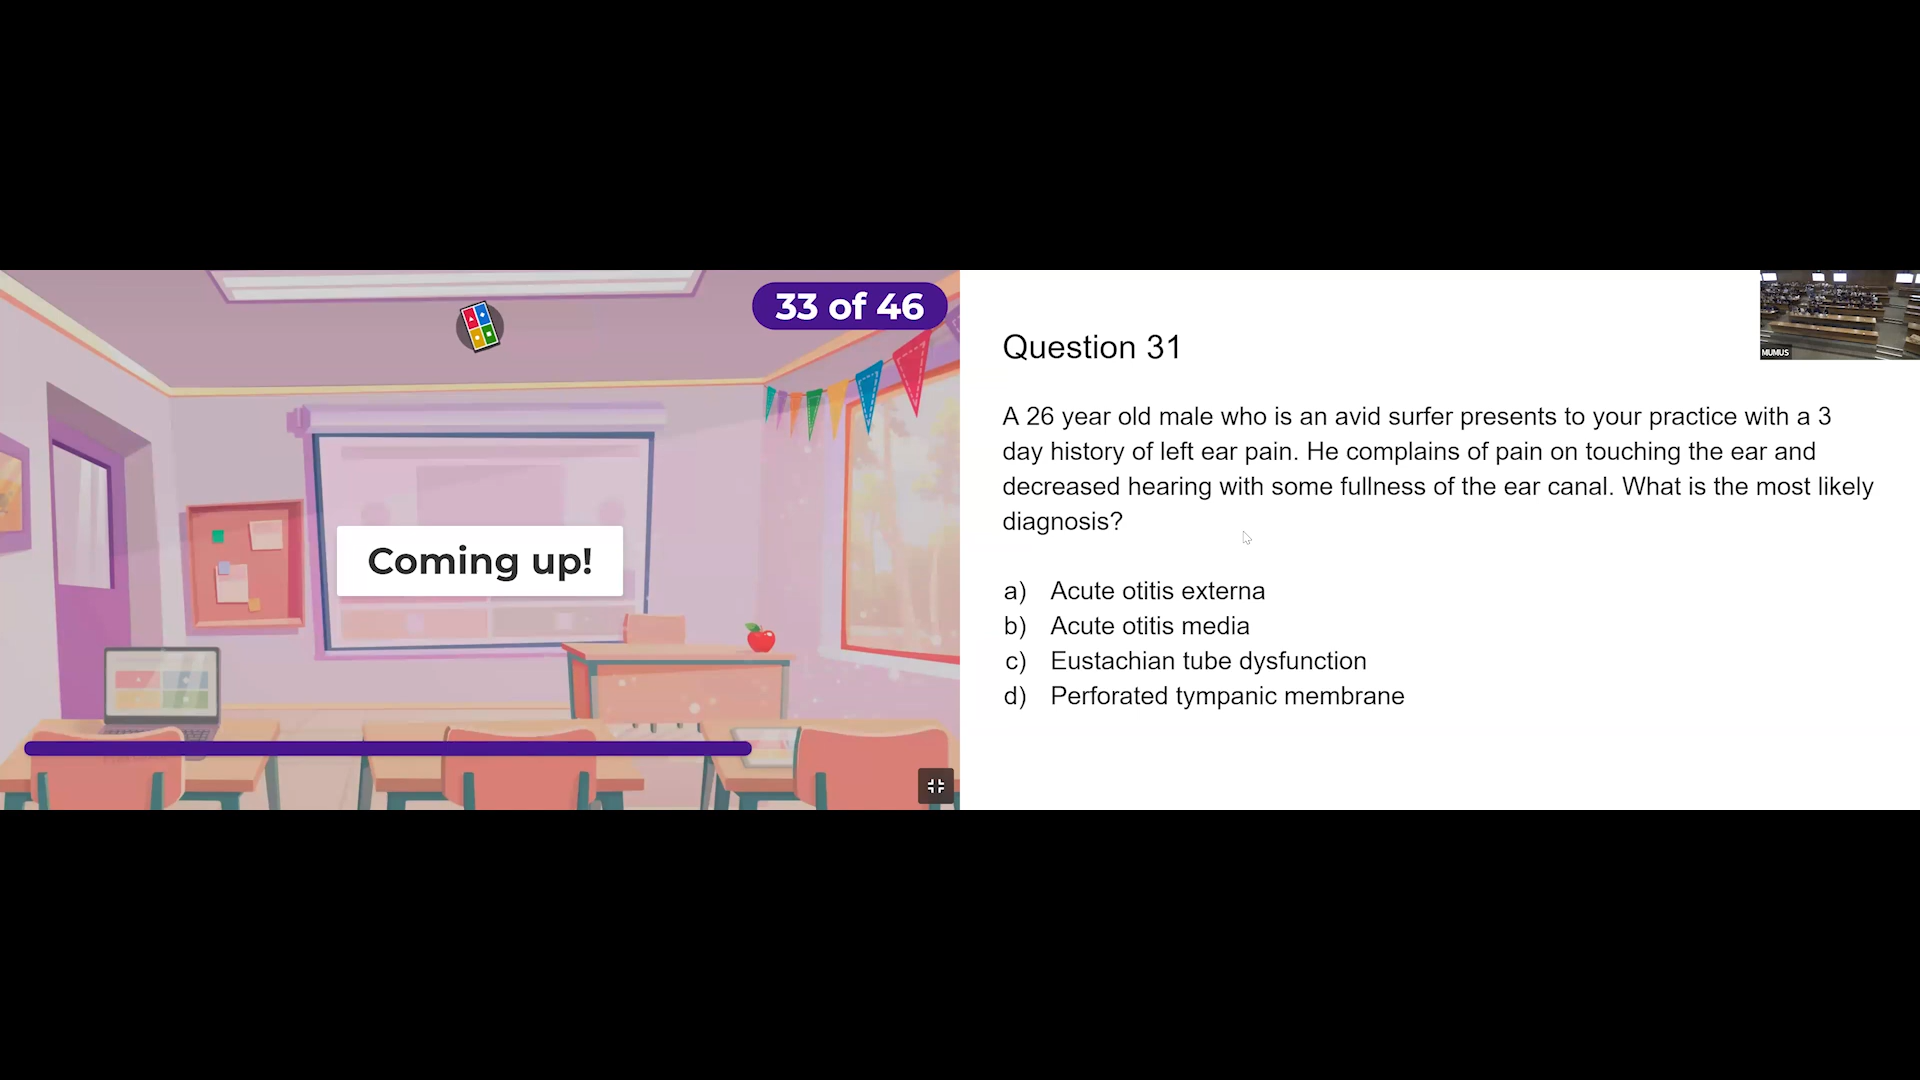 33 of 46
Coming up!
Question 31
MUMUS
A 26 year old male who is an avid surfer presents to your practice with a 3
day history of left ear pain. He complains of pain on touching the ear and
decreased hearing with some fullness of the ear canal. What is the most likely
diagnosis?
a) Acute otitis externa
b) Acute otitis media
c) Eustachian tube dysfunction
d) Perforated tympanic membrane